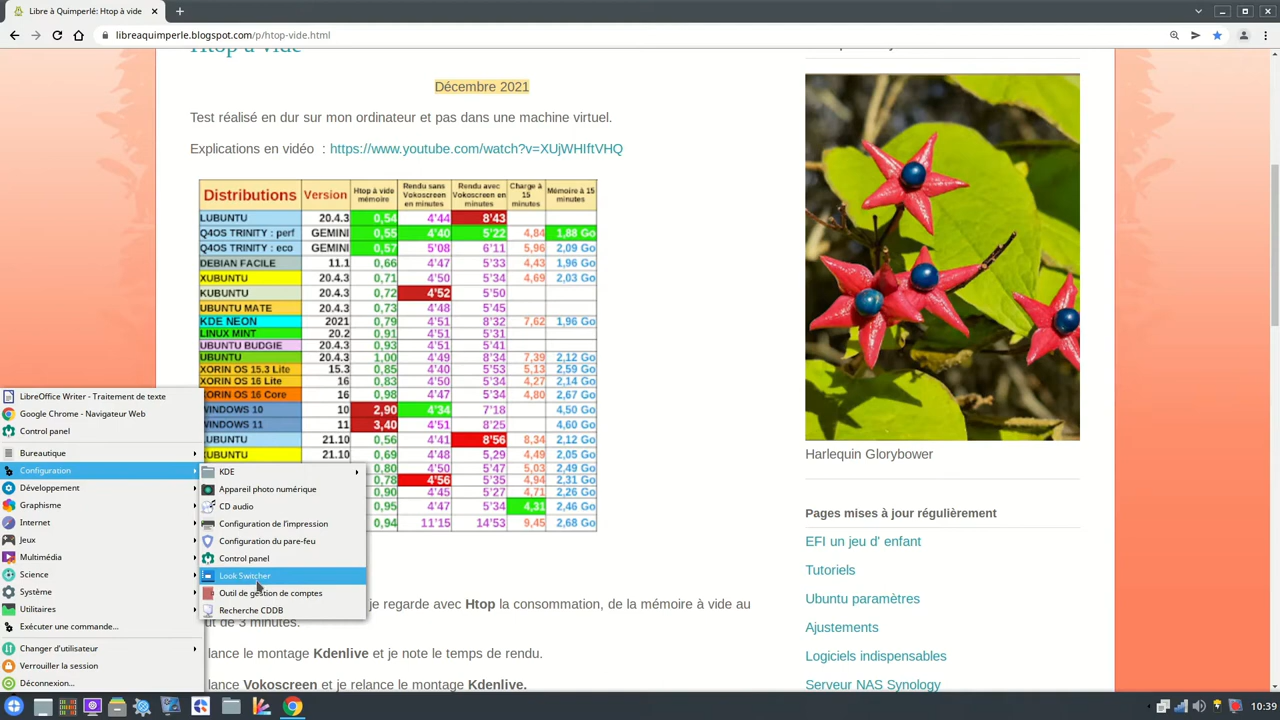 Libre à Quimperlé: Htop à vide
libreaquimperle.blogspot.com/p/htop-vide.html
Htop à vide
Décembre 2021
Test réalisé en dur sur mon ordinateur et pas dans une machine virtuel.
Explications en vidéo : https://www.youtube.com/watch?v=XUjWHIftVHQ
Distributions Version Htop à vide mémoire Rendu sans Vokoscreen en minutes Rendu avec Vokoscreen en minutes Charge à 15 minutes Mémoire à 15 minutes
LUBUNTU 20.4.3 0,54 4'44 8'43
Q4OS TRINITY : perf GEMINI 0,55 4'40 5'22 4,84 1,88 Go
Q4OS TRINITY : eco GEMINI 0,57 5'08 6'11 5,96 2,09 Go
DEBIAN FACILE 11.1 0,66 4'47 5'33 4,43 1,96 Go
XUBUNTU 20.4.3 0,71 4'50 5'34 4,69 2,03 Go
KUBUNTU 20.4.3 0,72 4'52 5'50
UBUNTU MATE 20.4.3 0,73 4'48 5'45
KDE NEON 2021 0,79 4'51 8'32 7,62 1,96 Go
LINUX MINT 20.2 0,91 4'51 5'31
UBUNTU BUDGIE 20.4.3 0,93 4'51 5'41
UBUNTU 20.4.3 1,00 4'49 8'34 7,39 2,12 Go
XORIN OS 15.3 Lite 15.3 0,85 4'40 5'53 5,13 2,59 Go
XORIN OS 16 Lite 16 0,83 4'50 5'34 4,27 2,14 Go
XORIN OS 16 Core 16 0,98 4'47 5'34 4,80 2,67 Go
WINDOWS 10 10 2,90 4'34 7'18 4,50 Go
WINDOWS 11 11 3,40 4'51 8'25 4,60 Go
LUBUNTU 21.10 0,56 4'41 8'56 8,34 2,12 Go
XUBUNTU 21.10 0,69 4'48 5,29 4,49 2,05 Go
0,80 4'50 5'47 5,03 2,49 Go
0,78 4'56 5'35 4,94 2,31 Go
0,90 4'45 5'27 4,71 2,26 Go
0,95 4'47 5'34 4,31 2,46 Go
0,94 11'15 14'53 9,45 2,68 Go
je regarde avec Htop la consommation, de la mémoire à vide au
ut de 3 minutes.
lance le montage Kdenlive et je note le temps de rendu.
lance Vokoscreen et je relance le montage Kdenlive.
Harlequin Glorybower
Pages mises à jour régulièrement
EFI un jeu d' enfant
Tutoriels
Ubuntu paramètres
Ajustements
Logiciels indispensables
Serveur NAS Synology
LibreOffice Writer - Traitement de texte
Google Chrome - Navigateur Web
Control panel
Bureautique
Configuration
Développement
Graphisme
Internet
Jeux
Multimédia
Science
Système
Utilitaires
Exécuter une commande...
Changer d'utilisateur
Verrouiller la session
Déconnexion...
KDE
Appareil photo numérique
CD audio
Configuration de l'impression
Configuration du pare-feu
Control panel
Look Switcher
Outil de gestion de comptes
Recherche CDDB
10:39